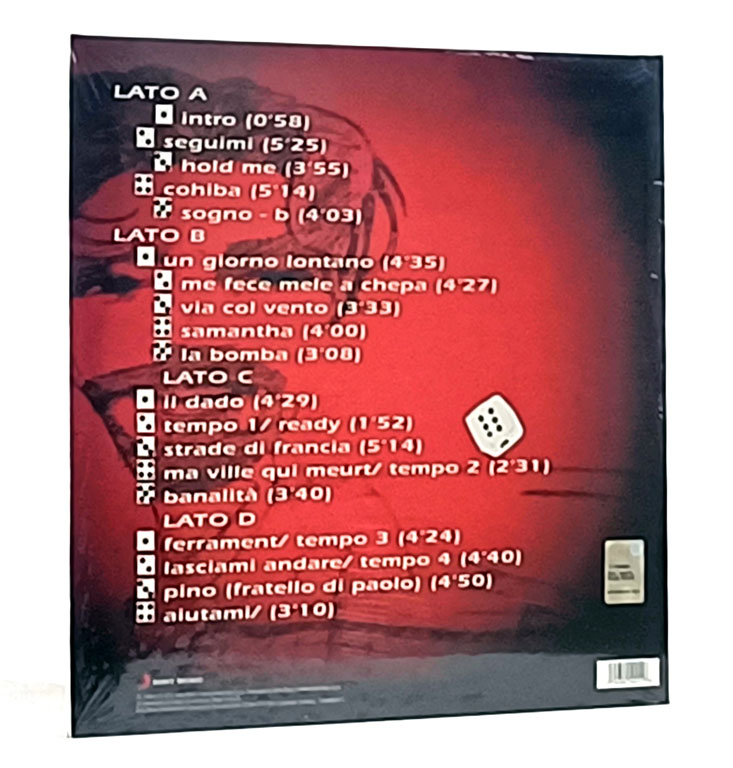 LATO A
intro (0'58)
seguimi (5'25)
hold me (3'55)
cohiba (5'14)
sogno - b (4'03)
LATO B
un giorno lontano (4'35)
me fece mele a chepa (4'27)
via col vento (3'33)
samantha (4'00)
la bomba (3'08)
LATO C
il dado (4'29)
tempo 1/ ready (1'52)
strade di francia (5'14)
ma ville qui meurt/ tempo 2 (2'31)
banalità (3'40)
LATO D
ferrament/ tempo 3 (4'24)
lasciami andare/ tempo 4 (4'40)
pino (fratello di paolo) (4'50)
aiutami/ (3'10)